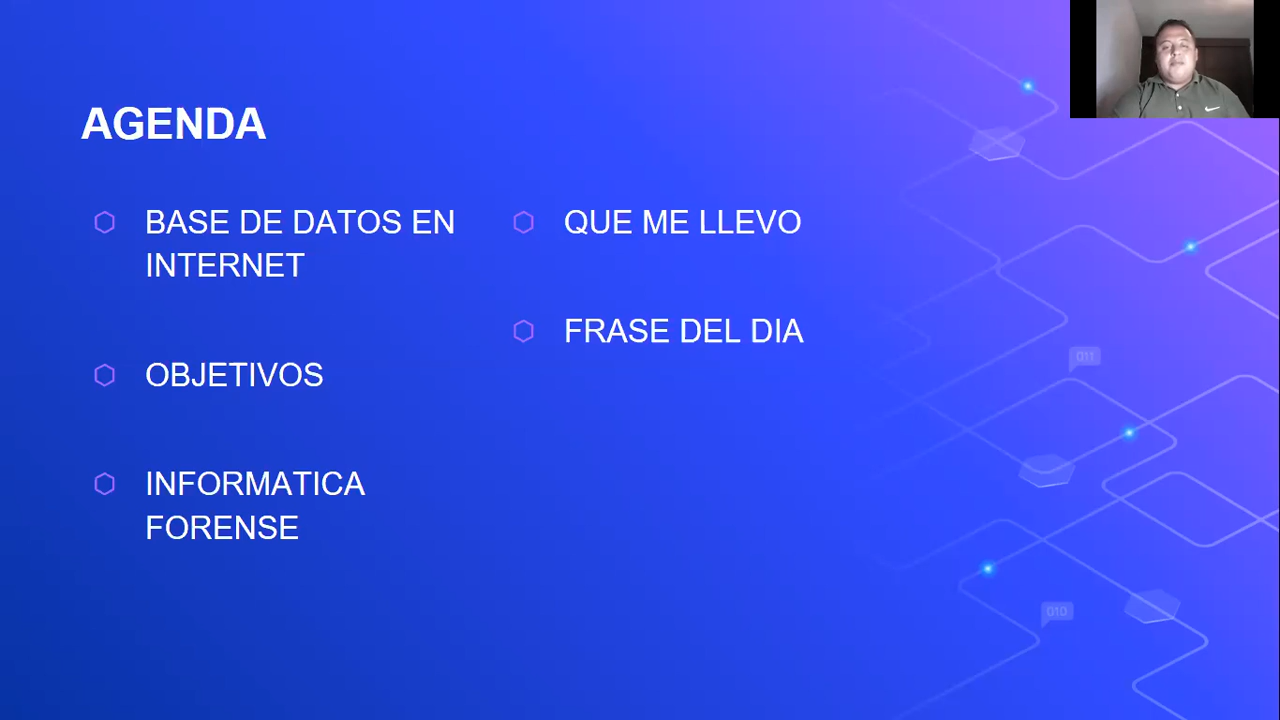 AGENDA
BASE DE DATOS EN
INTERNET
OBJETIVOS
INFORMATICA
FORENSE
QUE ME LLEVO
FRASE DEL DIA
011
010